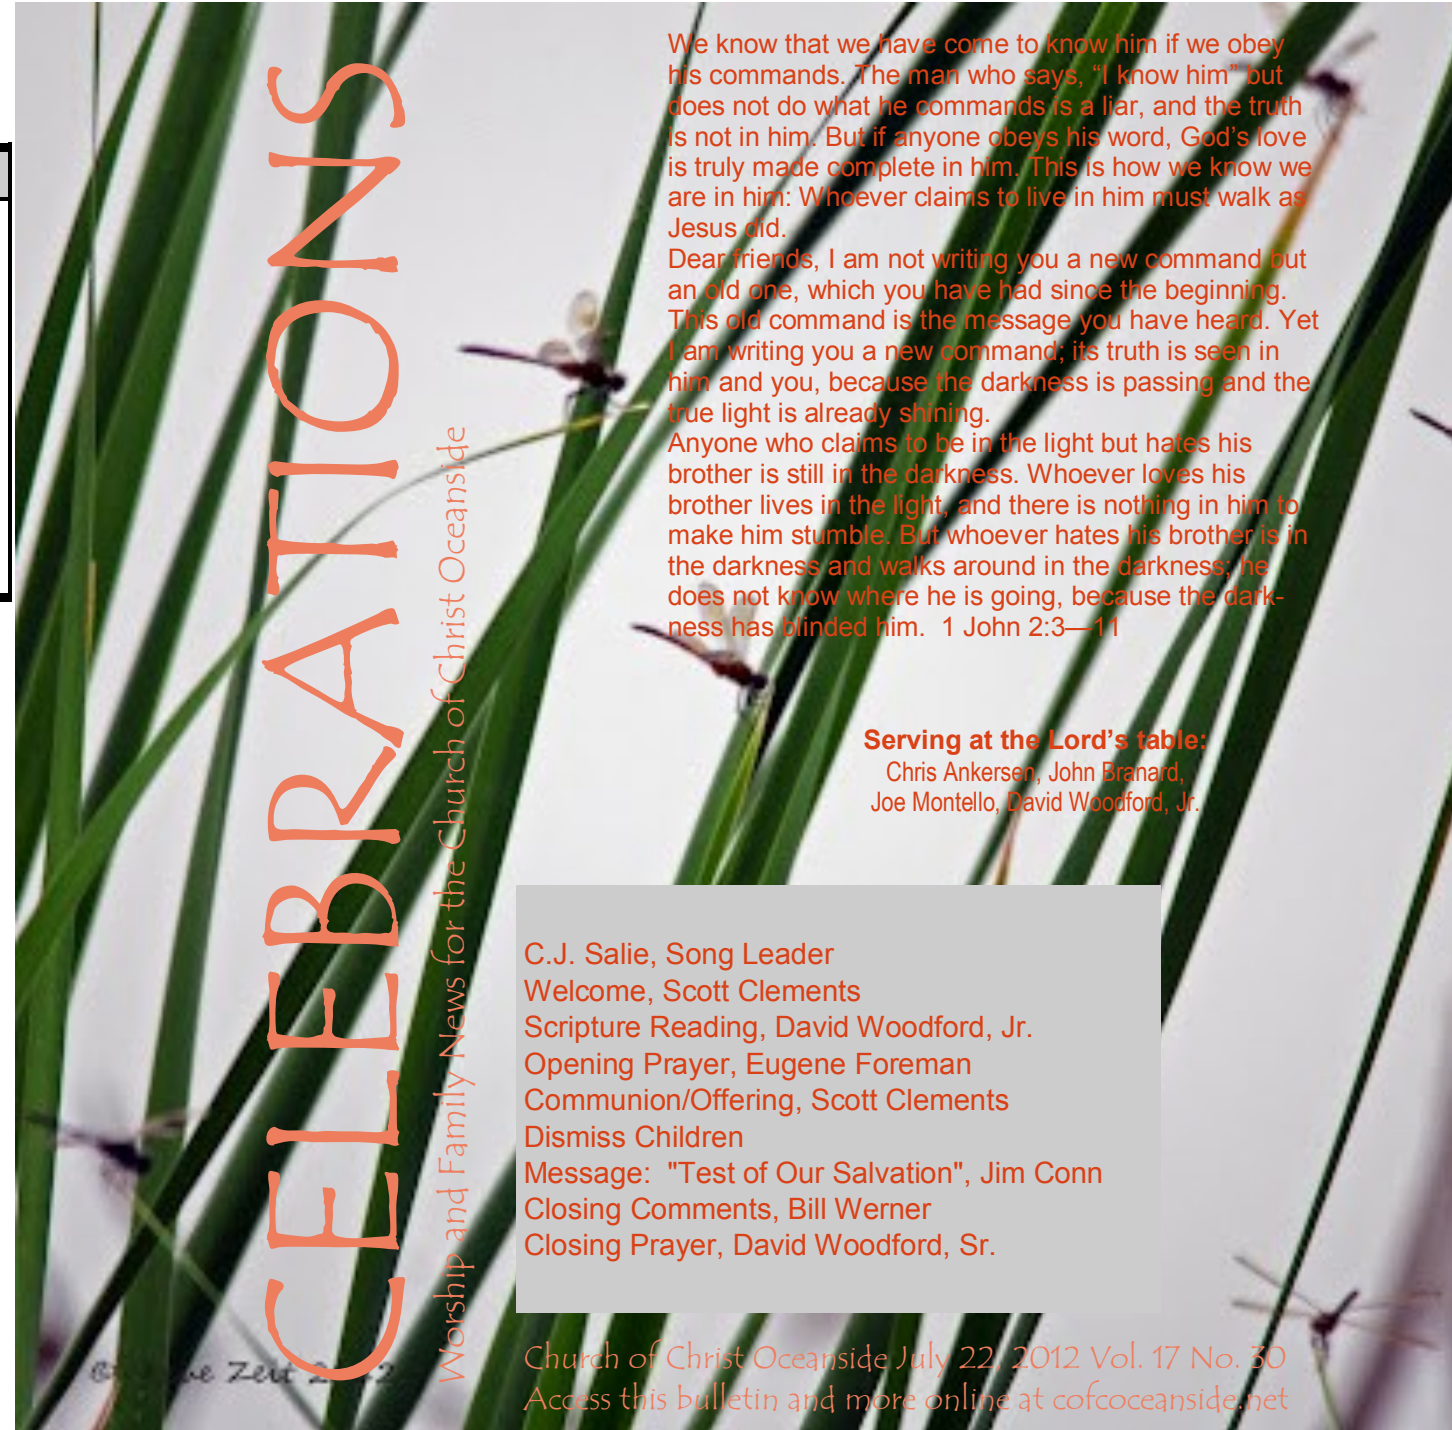 CELEBRATIONS
Worship and Family News for the Church of Christ Oceanside
We know that we have come to know him if we obey
his commands. The man who says, “I know him” but
does not do what he commands is a liar, and the truth
is not in him. But if anyone obeys his word, God’s love
is truly made complete in him. This is how we know we
are in him: Whoever claims to live in him must walk as
Jesus did.
Dear friends, I am not writing you a new command but
an old one, which you have had since the beginning.
This old command is the message you have heard. Yet
I am writing you a new command; its truth is seen in
him and you, because the darkness is passing and the
true light is already shining.
Anyone who claims to be in the light but hates his
brother is still in the darkness. Whoever loves his
brother lives in the light, and there is nothing in him to
make him stumble. But whoever hates his brother is in
the darkness and walks around in the darkness; he
does not know where he is going, because the dark-
ness has blinded him.  1 John 2:3—11
Serving at the Lord’s table:
Chris Ankersen, John Branard,
Joe Montello, David Woodford, Jr.
C.J. Salie, Song Leader
Welcome, Scott Clements
Scripture Reading, David Woodford, Jr.
Opening Prayer, Eugene Foreman
Communion/Offering, Scott Clements
Dismiss Children
Message:  "Test of Our Salvation", Jim Conn
Closing Comments, Bill Werner
Closing Prayer, David Woodford, Sr.
Church of Christ Oceanside July 22, 2012 Vol. 17 No. 30
Access this bulletin and more online at cofcoceanside.net
Zeit